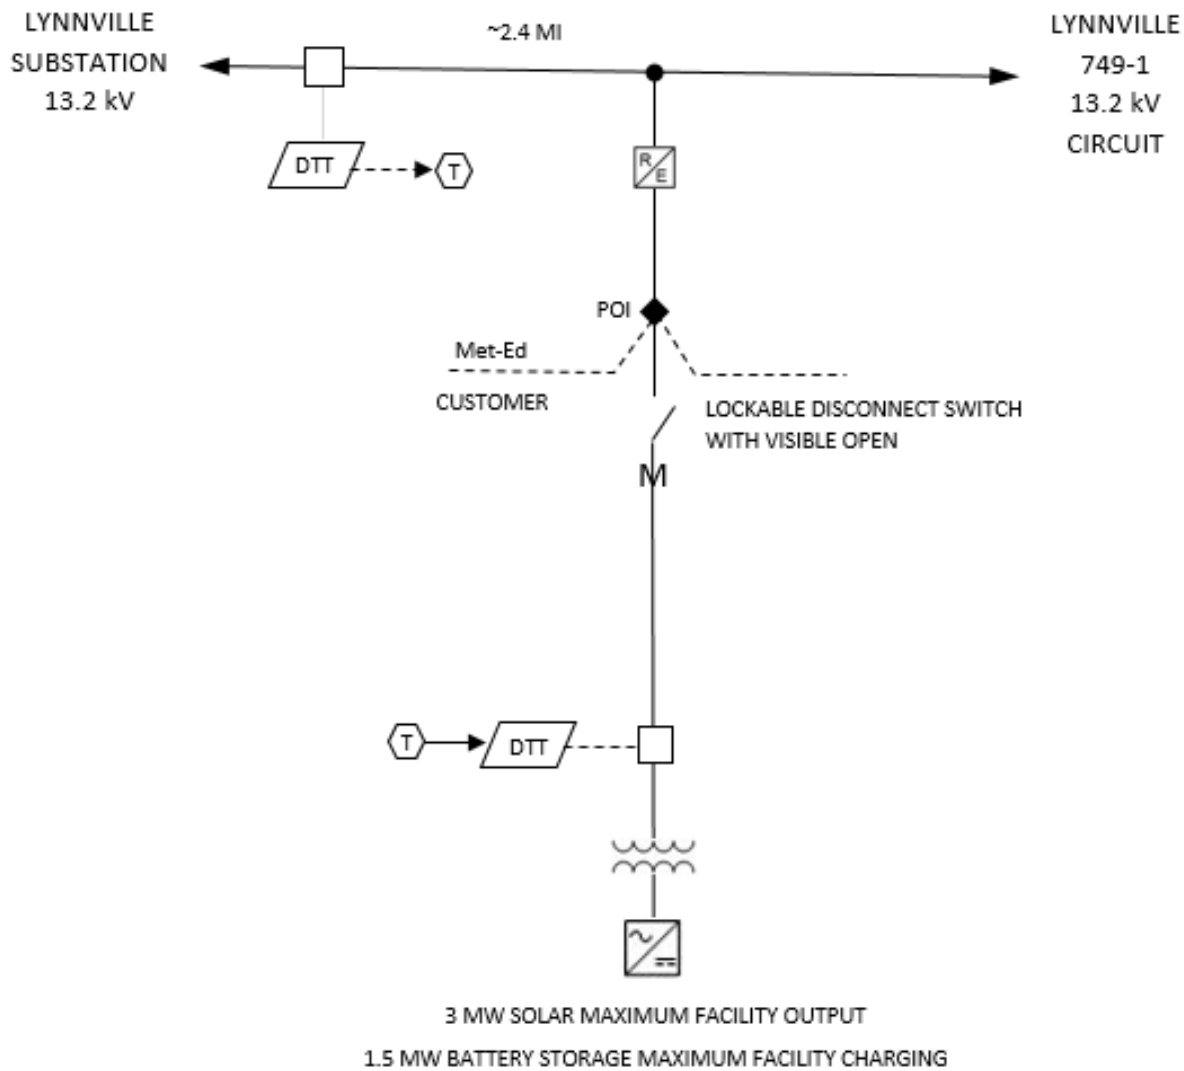 LYNNVILLE
SUBSTATION
13.2 kV
~2.4 MI
LYNNVILLE
749-1
13.2 kV
CIRCUIT
DTT
T
R
E
POI
Met-Ed
CUSTOMER
LOCKABLE DISCONNECT SWITCH
WITH VISIBLE OPEN
M
T
DTT
3 MW SOLAR MAXIMUM FACILITY OUTPUT
1.5 MW BATTERY STORAGE MAXIMUM FACILITY CHARGING